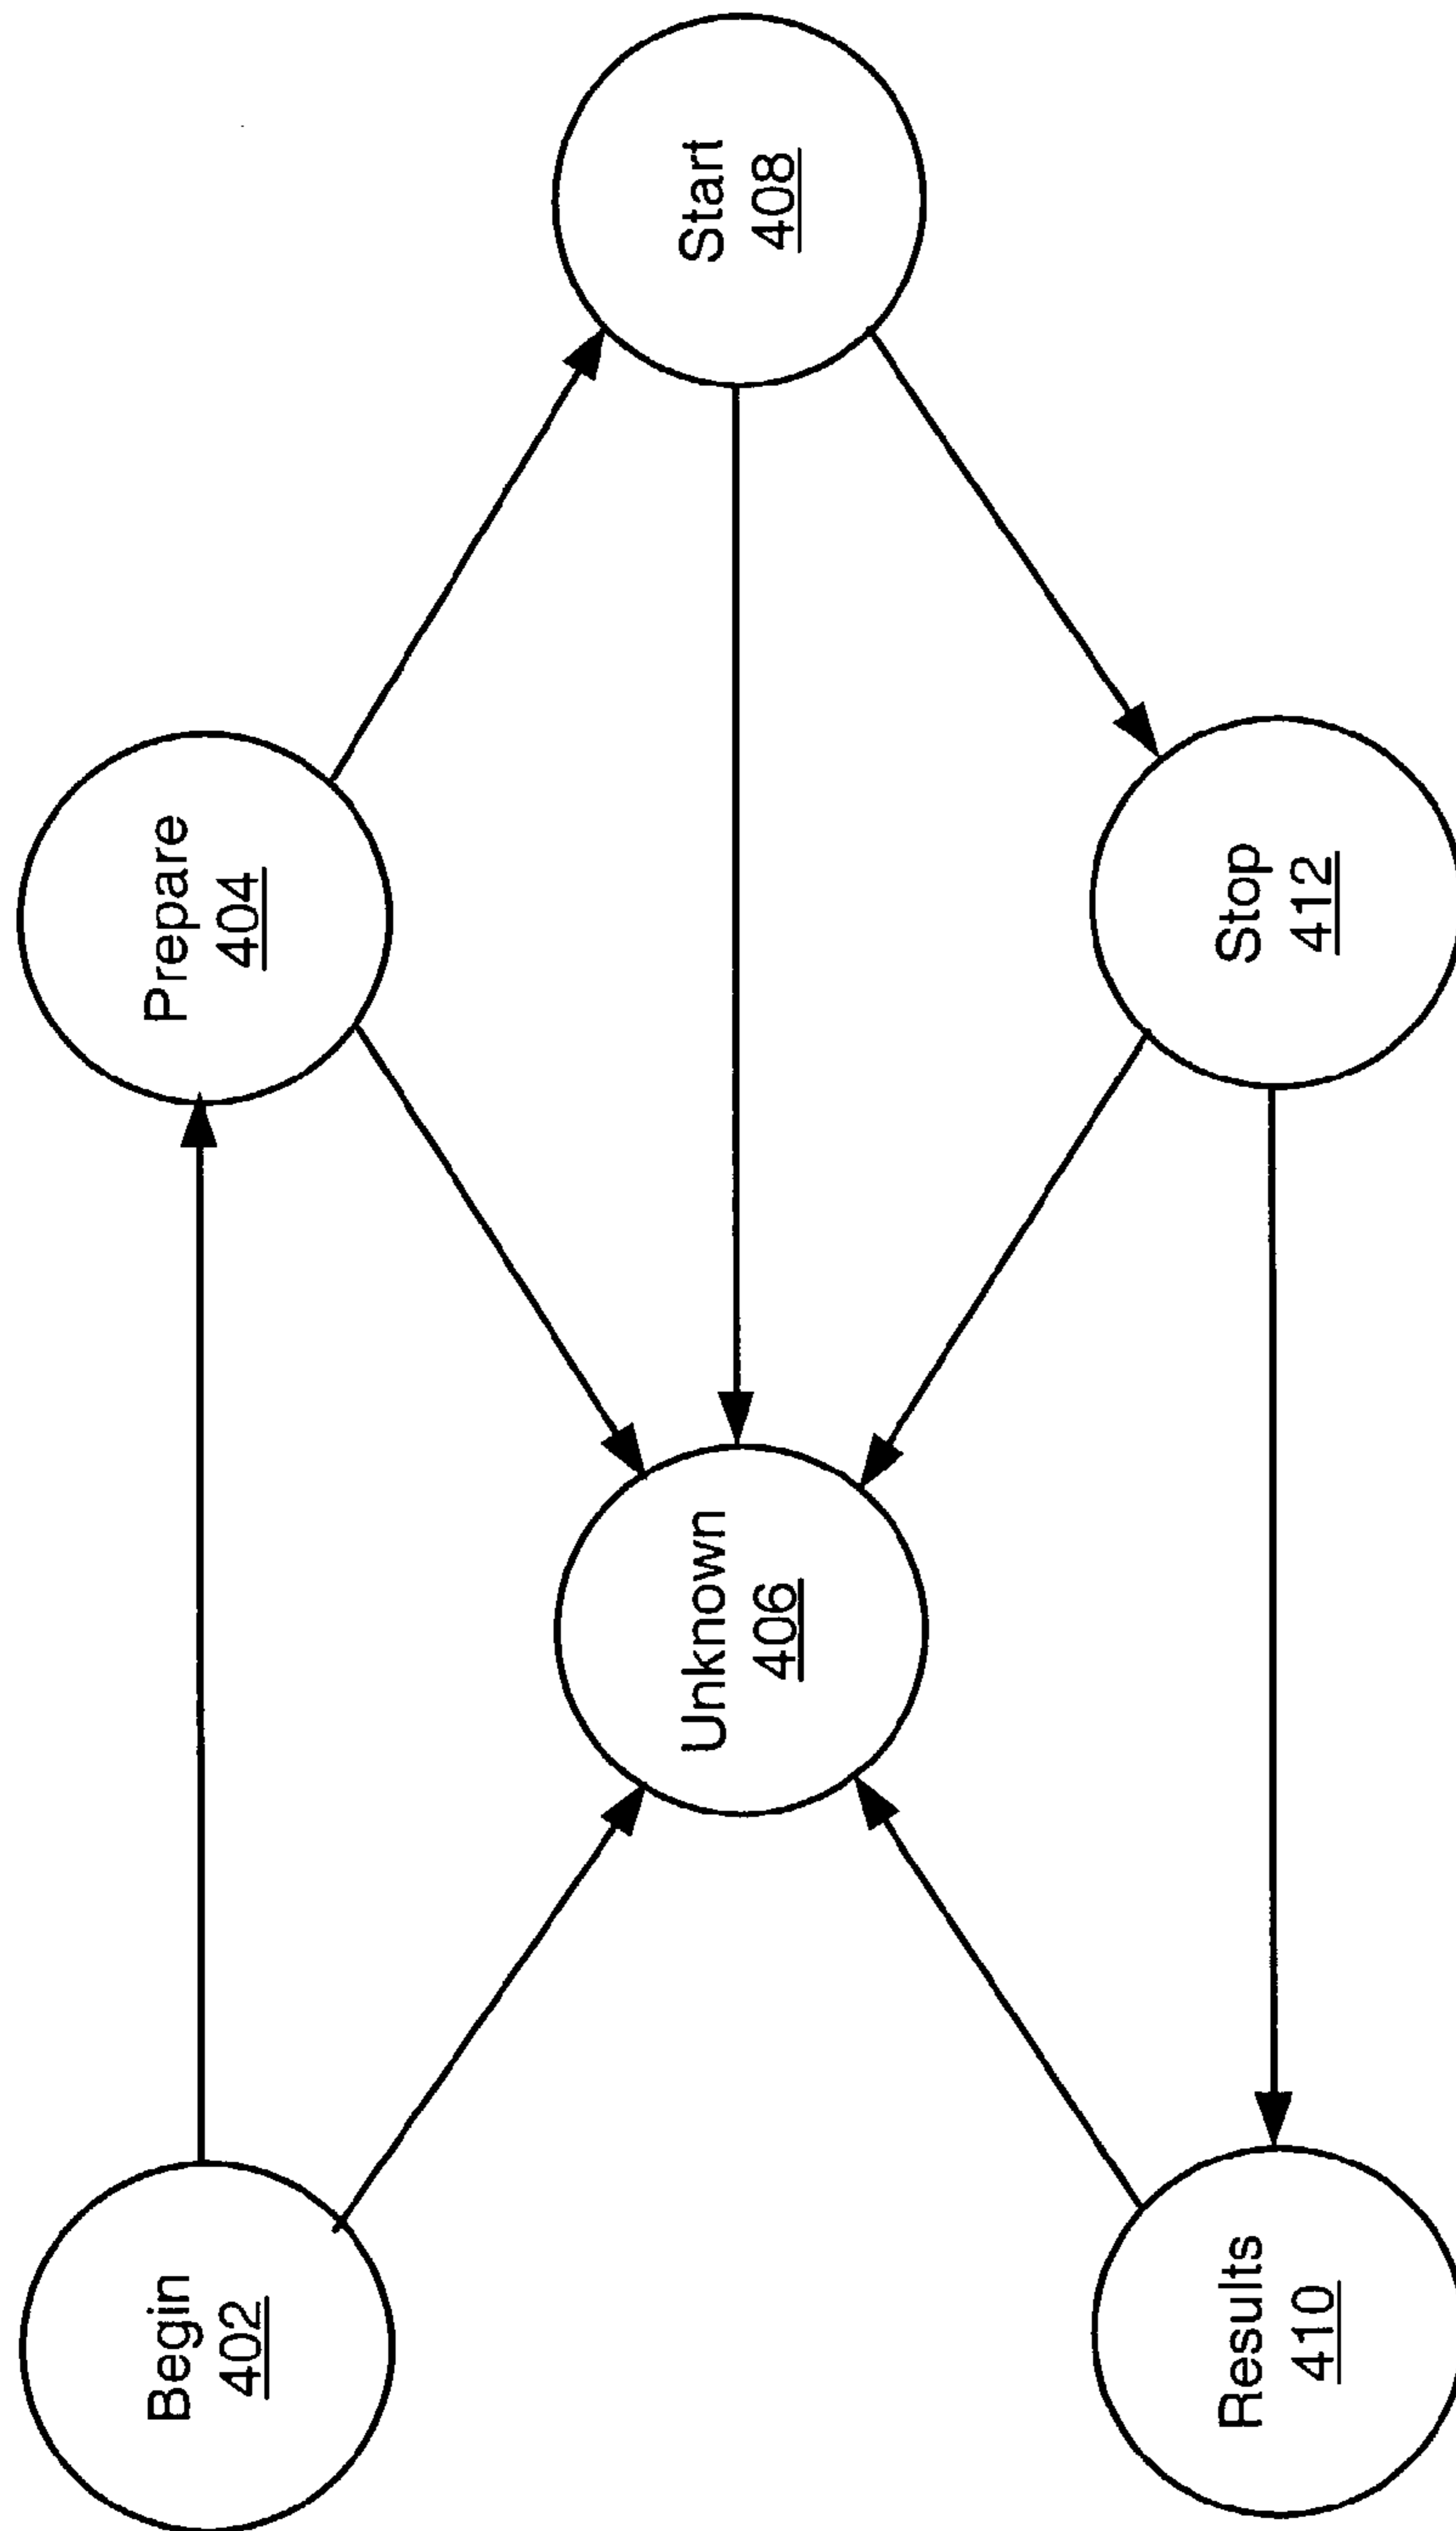 Begin
402
Prepare
404
Unknown
406
Start
408
Results
410
Stop
412